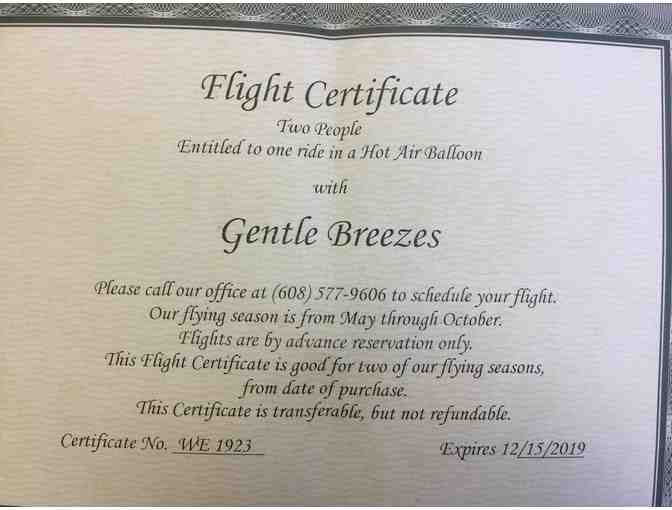 Flight Certificate
Two People
Entitled to one ride in a Hot Air Balloon
with
Gentle Breezes
Please call our office at (608) 577-9606 to schedule your flight.
Our flying season is from May through October.
Flights are by advance reservation only.
This Flight Certificate is good for two of our flying seasons,
from date of purchase.
This Certificate is transferable, but not refundable.
Certificate No. WE 1923 Expires 12/15/2019